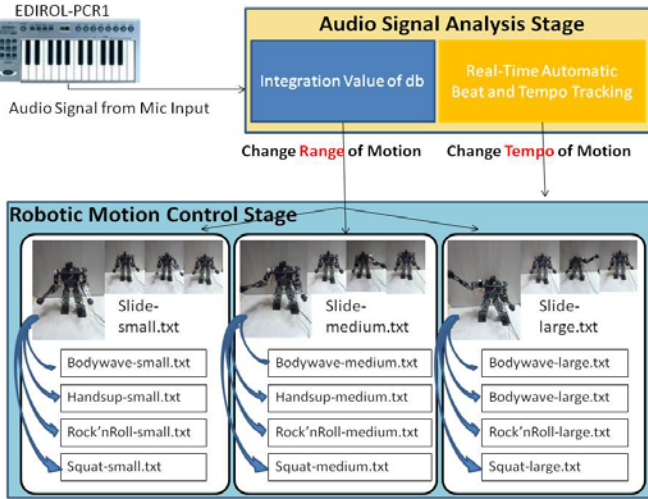 EDIROL-PCR1
Audio Signal Analysis Stage
Integration Value of db
Real-Time Automatic
Beat and Tempo Tracking
Audio Signal from Mic Input
Change Range of Motion
Change Tempo of Motion
Robotic Motion Control Stage
Slide-
small.txt
Bodywave-small.txt
Handsup-small.txt
Rock'nRoll-small.txt
Squat-small.txt
Slide-
medium.txt
Bodywave-medium.txt
Handsup-medium.txt
Rock'nRoll-medium.txt
Squat-medium.txt
Slide-
large.txt
Bodywave-large.txt
Bodywave-large.txt
Rock'nRoll-large.txt
Squat-large.txt